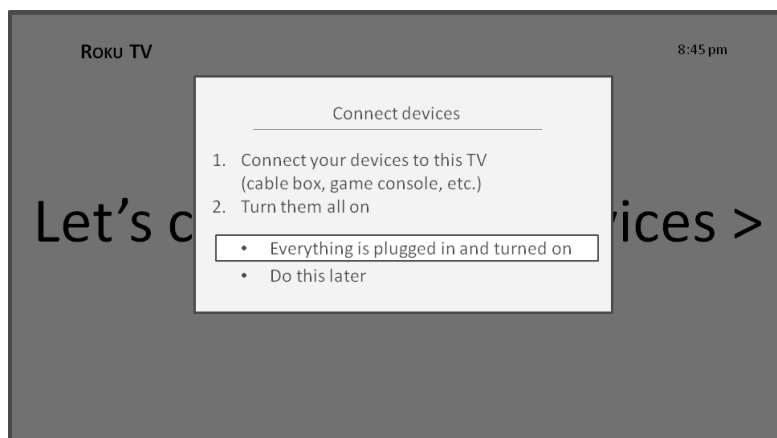 ROKU TV
8:45 pm
Connect devices
1. Connect your devices to this TV
(cable box, game console, etc.)
2. Turn them all on
Let's c ices >
• Everything is plugged in and turned on
• Do this later